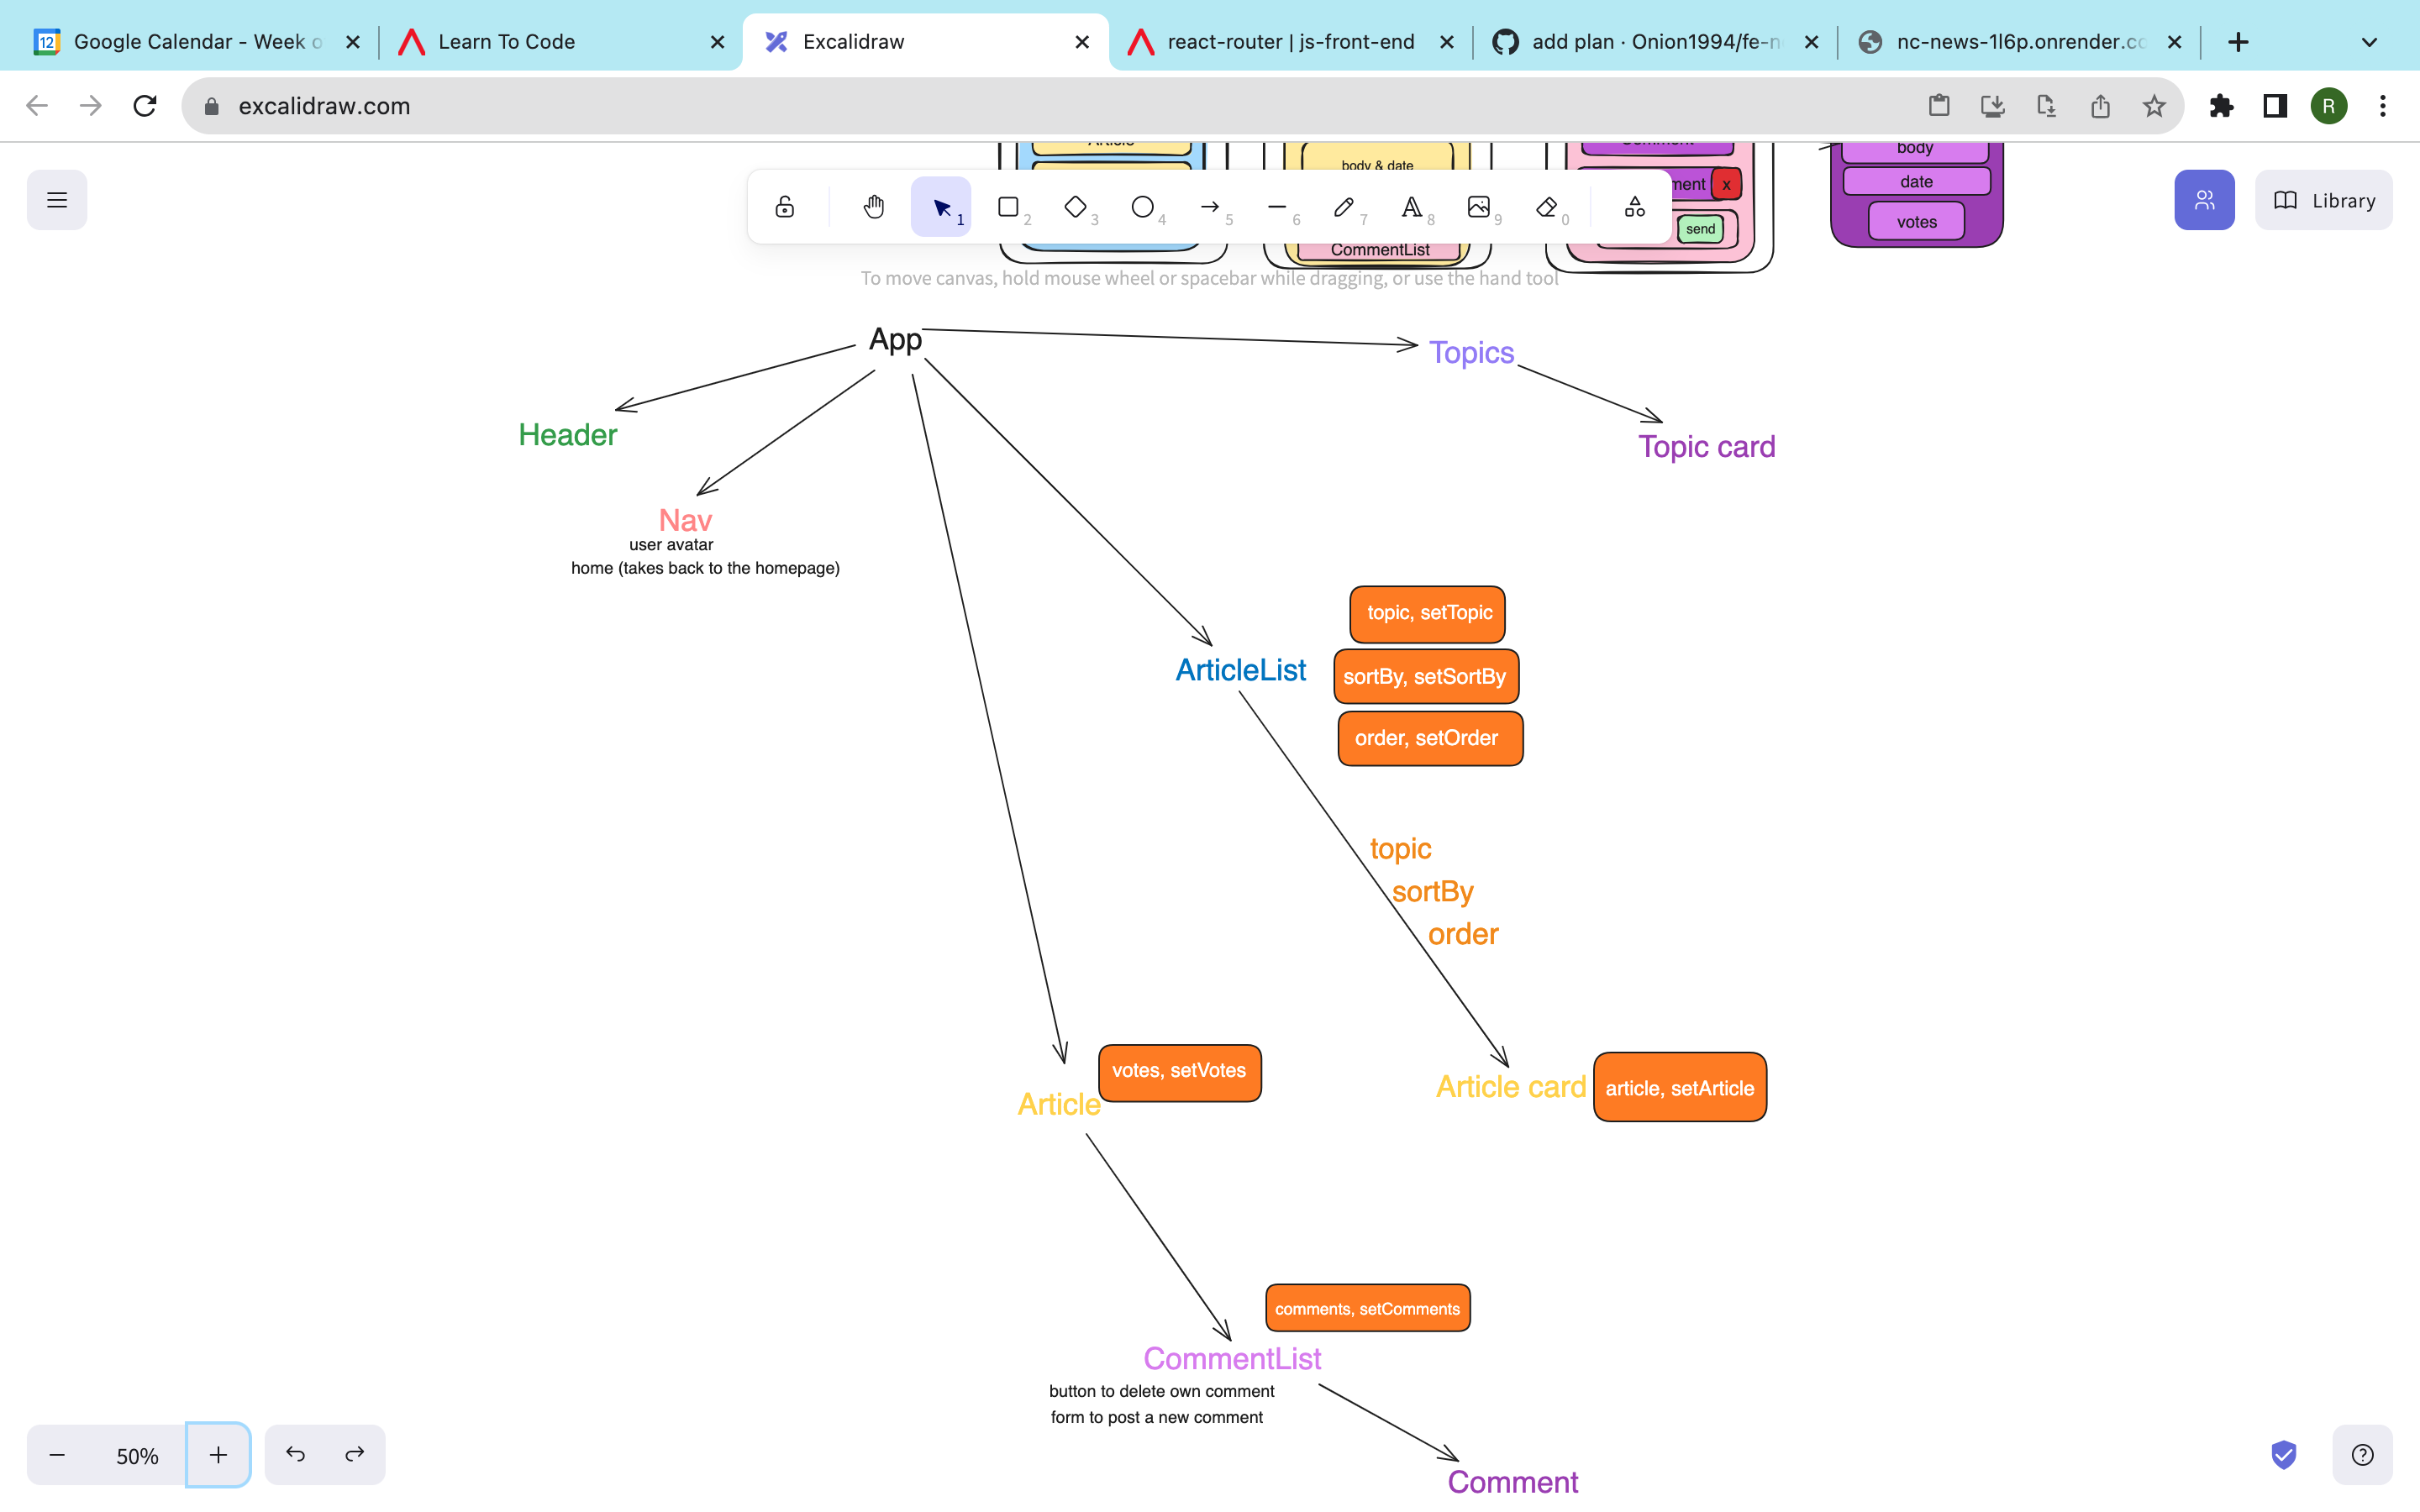 Google Calendar - Week o
Learn To Code
Excalidraw
react-router | js-front-end
add plan · Onion1994/fe-n
nc-news-1l6p.onrender.co
excalidraw.com
R
12
Article
body & date
CommentList
Comment
ment
x
send
body
date
votes
1
2
3
4
5
6
7
8
9
0
Library
To move canvas, hold mouse wheel or spacebar while dragging, or use the hand tool
App
Topics
Header
Topic card
Nav
user avatar
home (takes back to the homepage)
topic, setTopic
ArticleList
sortBy, setSortBy
order, setOrder
topic
sortBy
order
votes, setVotes
Article
Article card
article, setArticle
comments, setComments
CommentList
button to delete own comment
form to post a new comment
Comment
50%